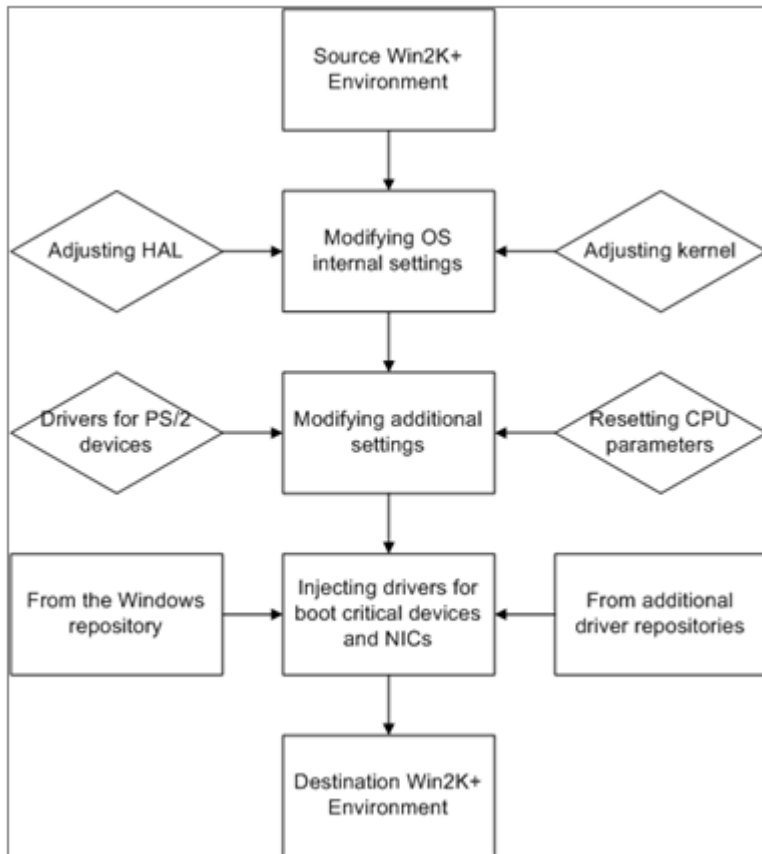 Source Win2K+
Environment
Adjusting HAL
Modifying OS
internal settings
Adjusting kernel
Drivers for PS/2
devices
Modifying additional
settings
Resetting CPU
parameters
From the Windows
repository
Injecting drivers for
boot critical devices
and NICs
From additional
driver repositories
Destination Win2K+
Environment